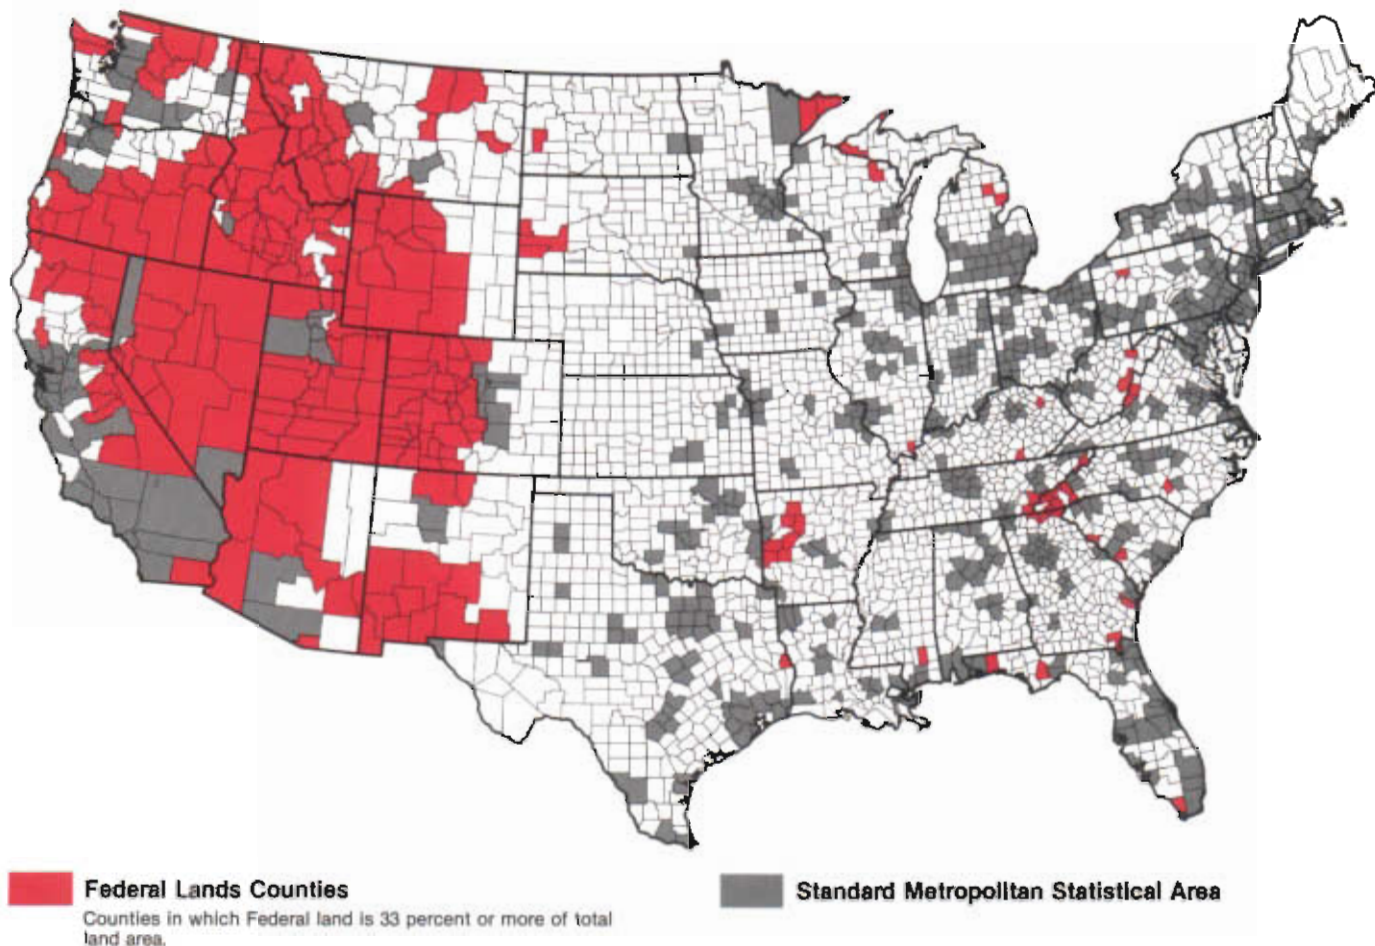 Federal Lands Counties
Counties in which Federal land is 33 percent or more of total
land area.
Standard Metropolitan Statistical Area